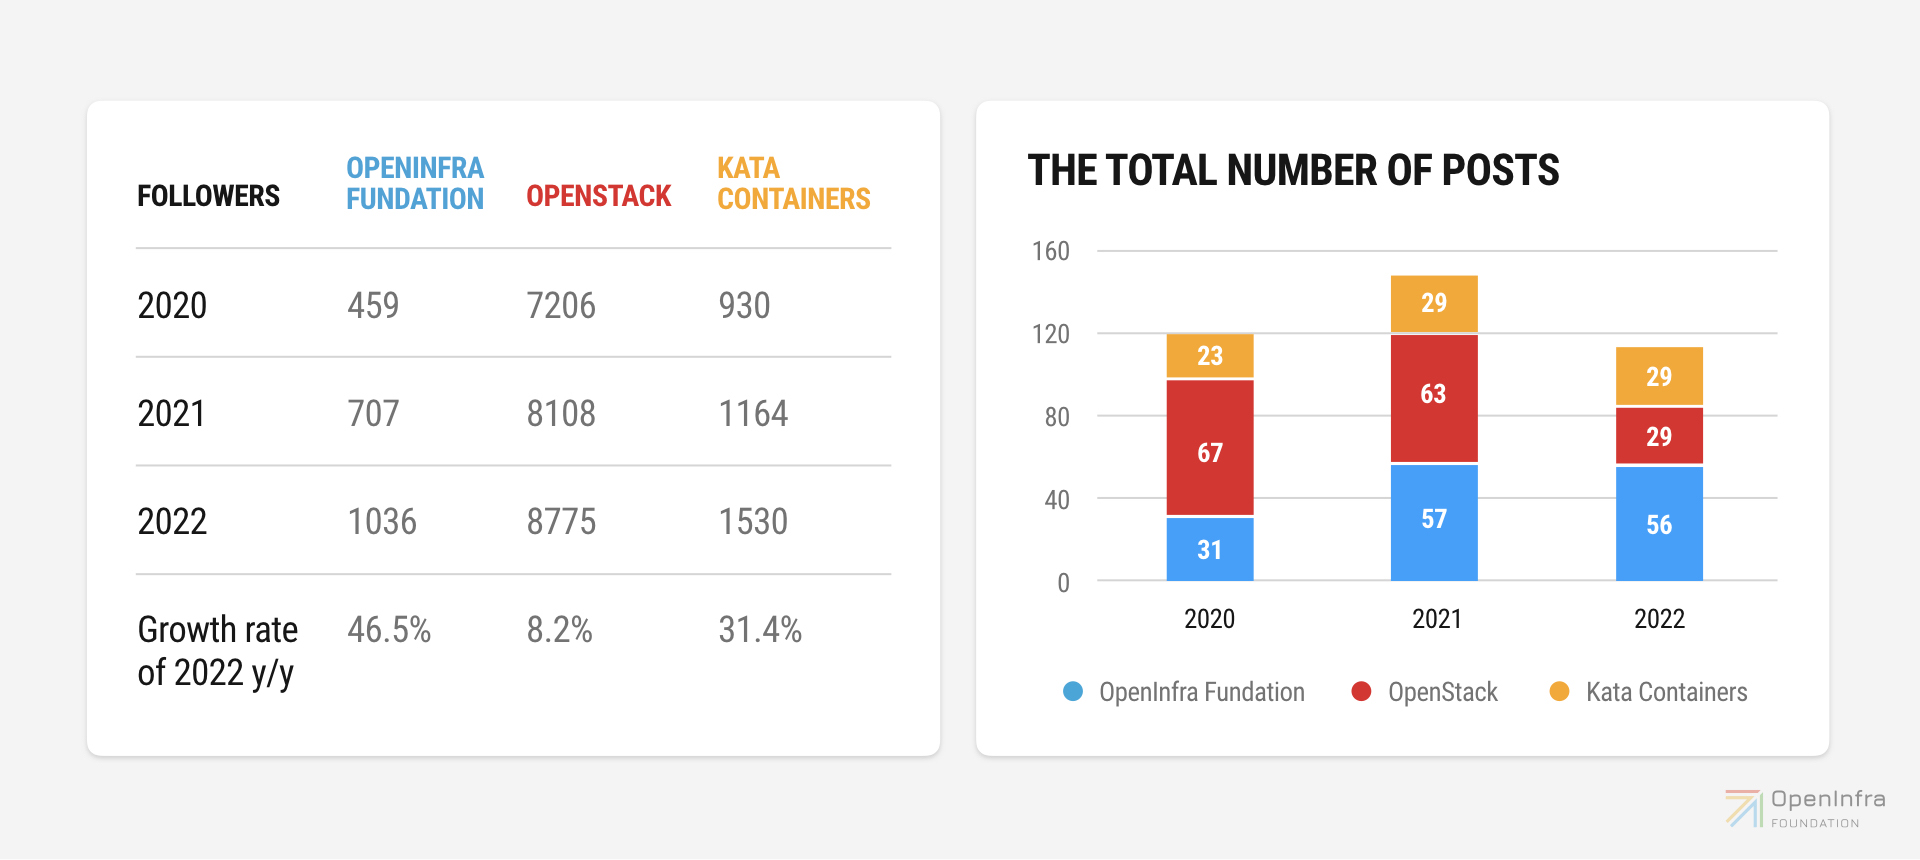 FOLLOWERS
OPENINFRA
FUNDATION
OPENSTACK
KATA
CONTAINERS
2020 459 7206 930
2021 707 8108 1164
2022 1036 8775 1530
Growth rate 46.5% 8.2% 31.4%
of 2022 y/y
THE TOTAL NUMBER OF POSTS
160
120
80
40
0
23
67
31
29
63
57
29
29
56
2020 2021 2022
OpenInfra Fundation OpenStack Kata Containers
OpenInfra
FOUNDATION